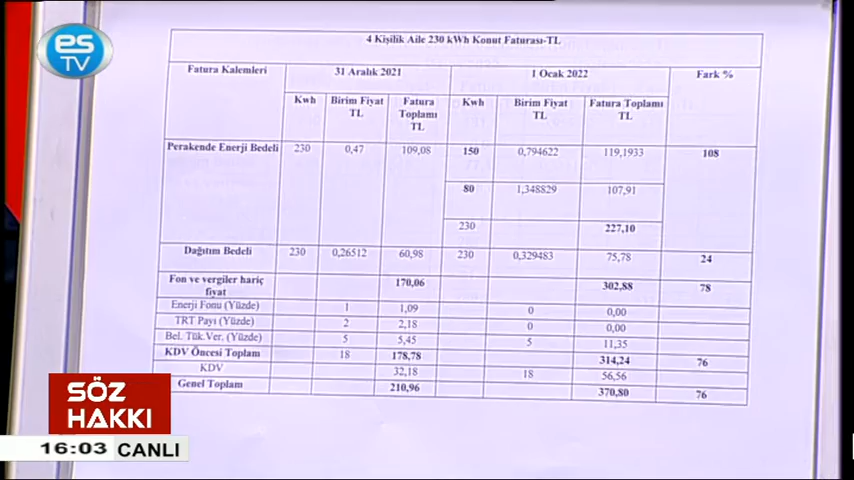 es
TV
4 Kişilik Aile 230 kWh Konut Faturası-TL
Fatura Kalemleri 31 Aralık 2021 1 Ocak 2022 Fark %
Kwh Birim Fiyat TL Fatura Toplamı TL Kwh Birim Fiyat TL Fatura Toplamı TL
Perakende Enerji Bedeli 230 0,47 109,08 150 0,794622 119,1933 108
80 1,348829 107,91
230 227,10
Dağıtım Bedeli 230 0,26512 60,98 230 0,329483 75,78 24
Fon ve vergiler hariç fiyat 170,06 302,88 78
Enerji Fonu (Yüzde) 1 1,09 0 0,00
TRT Payı (Yüzde) 2 2,18 0 0,00
Bel. Tük.Ver. (Yüzde) 5 5,45 5 11,35
KDV Öncesi Toplam 18 178,78 314,24 76
KDV 32,18 18 56,56
Genel Toplam 210,96 370,80 76
SÖZ
HAKKI
16:03 CANLI